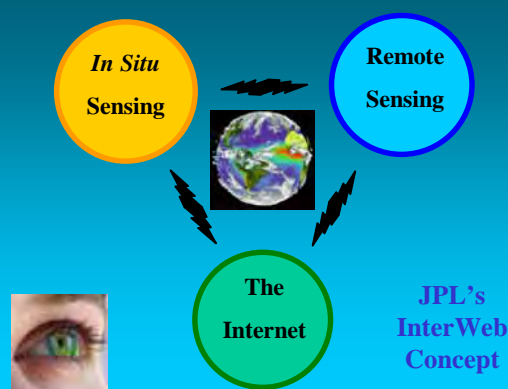 In Situ
Sensing
Remote
Sensing
The
Internet
JPL's
InterWeb
Concept